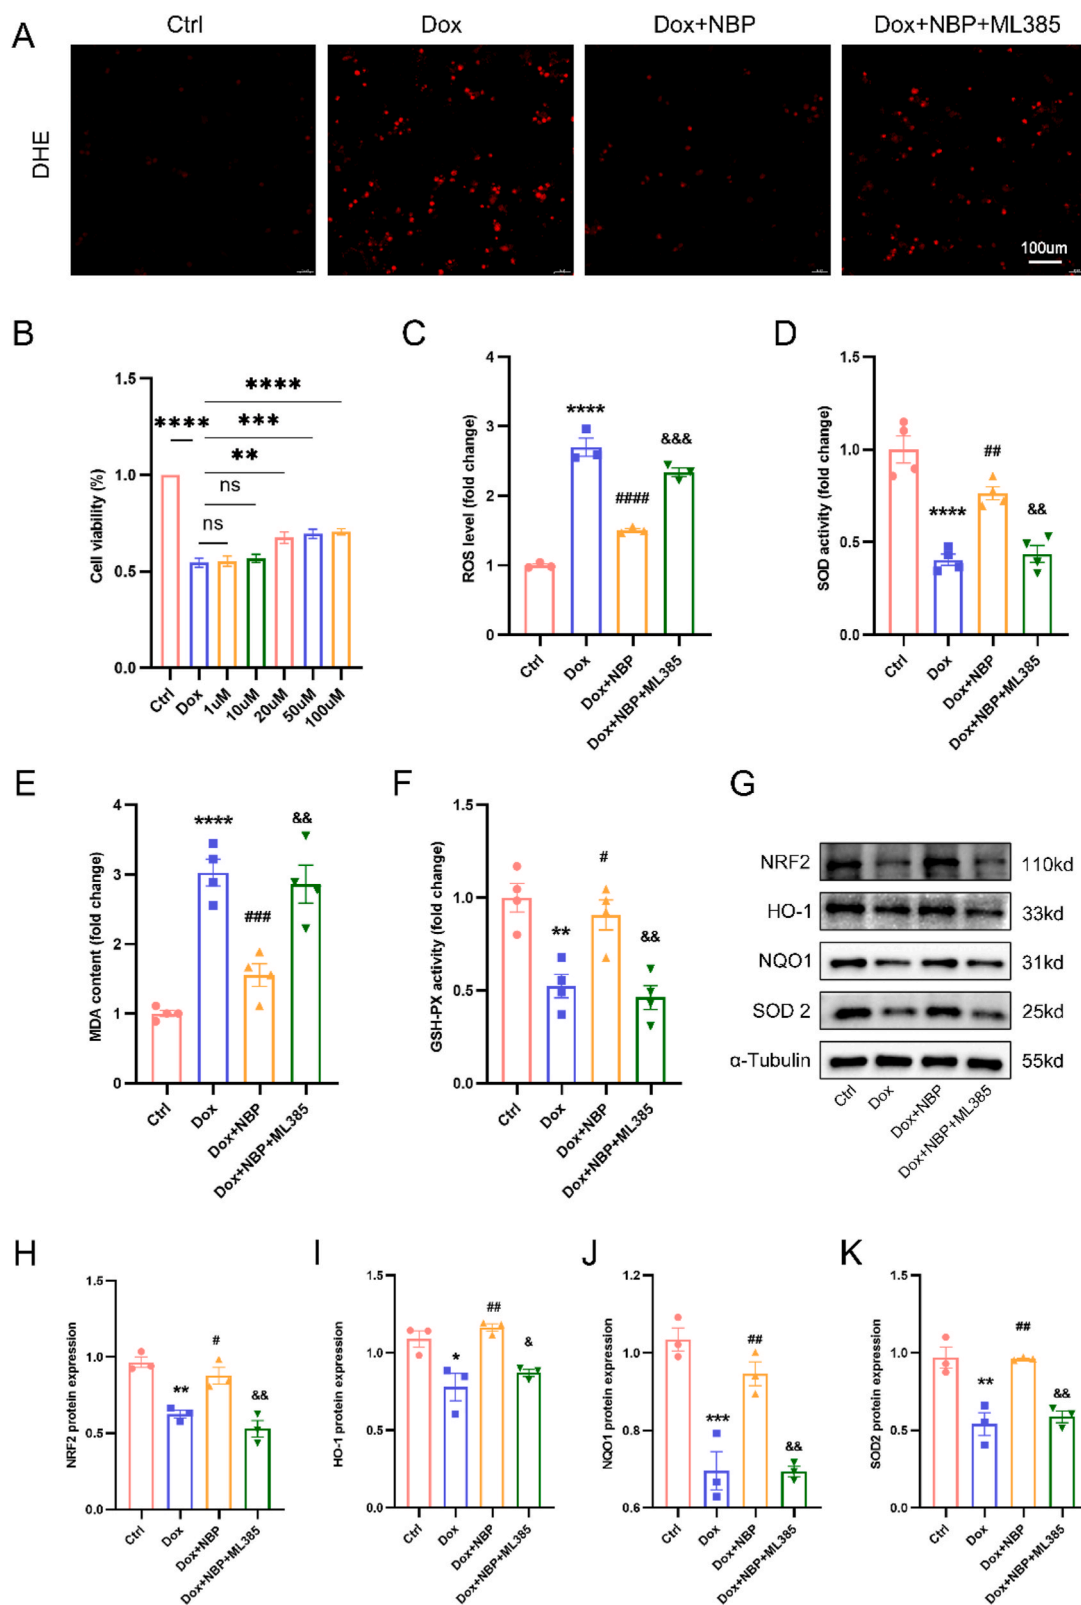 A
Ctrl
Dox
Dox+NBP
Dox+NBP+ML385
DHE
100um
B
Cell viability (%)
1.5
1.0
0.5
0.0
****
****
***
**
ns
ns
Ctrl
Dox
1uM
10uM
20uM
50uM
100uM
C
ROS level (fold change)
4
3
2
1
0
****
####
&&&
Ctrl
Dox
Dox+NBP
Dox+NBP+ML385
D
SOD activity (fold change)
1.5
1.0
0.5
0.0
****
##
&&
Ctrl
Dox
Dox+NBP
Dox+NBP+ML385
E
MDA content (fold change)
4
3
2
1
0
****
###
&&
Ctrl
Dox
Dox+NBP
Dox+NBP+ML385
F
GSH-PX activity (fold change)
1.5
1.0
0.5
0.0
**
#
&&
Ctrl
Dox
Dox+NBP
Dox+NBP+ML385
G
NRF2 110kd
HO-1 33kd
NQO1 31kd
SOD 2 25kd
α-Tubulin 55kd
Ctrl
Dox
Dox+NBP
Dox+NBP+ML385
H
NRF2 protein expression
1.5
1.0
0.5
0.0
**
#
&&
Ctrl
Dox
Dox+NBP
Dox+NBP+ML385
I
HO-1 protein expression
1.5
1.0
0.5
0.0
*
##
&
Ctrl
Dox
Dox+NBP
Dox+NBP+ML385
J
NQO1 protein expression
1.2
1.0
0.8
0.6
***
##
&&
Ctrl
Dox
Dox+NBP
Dox+NBP+ML385
K
SOD2 protein expression
1.5
1.0
0.5
0.0
**
##
&&
Ctrl
Dox
Dox+NBP
Dox+NBP+ML385